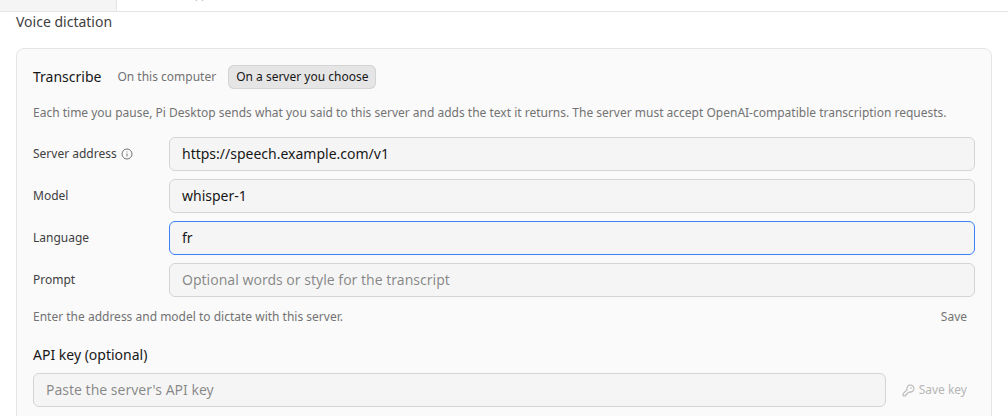 Voice dictation
Transcribe On this computer On a server you choose
Each time you pause, Pi Desktop sends what you said to this server and adds the text it returns. The server must accept OpenAI-compatible transcription requests.
Server address https://speech.example.com/v1
Model whisper-1
Language fr
Prompt Optional words or style for the transcript
Enter the address and model to dictate with this server. Save
API key (optional)
Paste the server's API key Save key